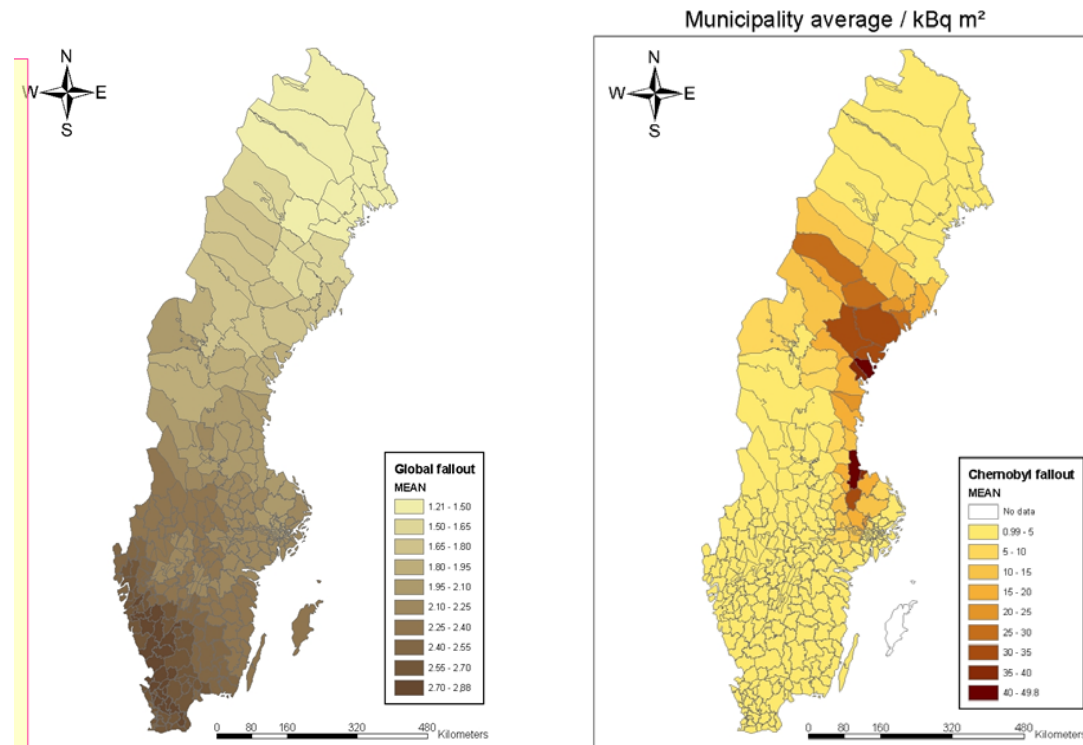 Municipality average / kBq m²
N
W E
S
Global fallout
MEAN
1.21 - 1.50
1.50 - 1.65
1.65 - 1.80
1.80 - 1.95
1.95 - 2.10
2.10 - 2.25
2.25 - 2.40
2.40 - 2.55
2.55 - 2.70
2.70 - 2,88
0 80 160 320 480
Kilometers
N
W E
S
Chernobyl fallout
MEAN
No data
0.99 - 5
5 - 10
10 - 15
15 - 20
20 - 25
25 - 30
30 - 35
35 - 40
40 - 49.8
0 80 160 320 480
Kilometers